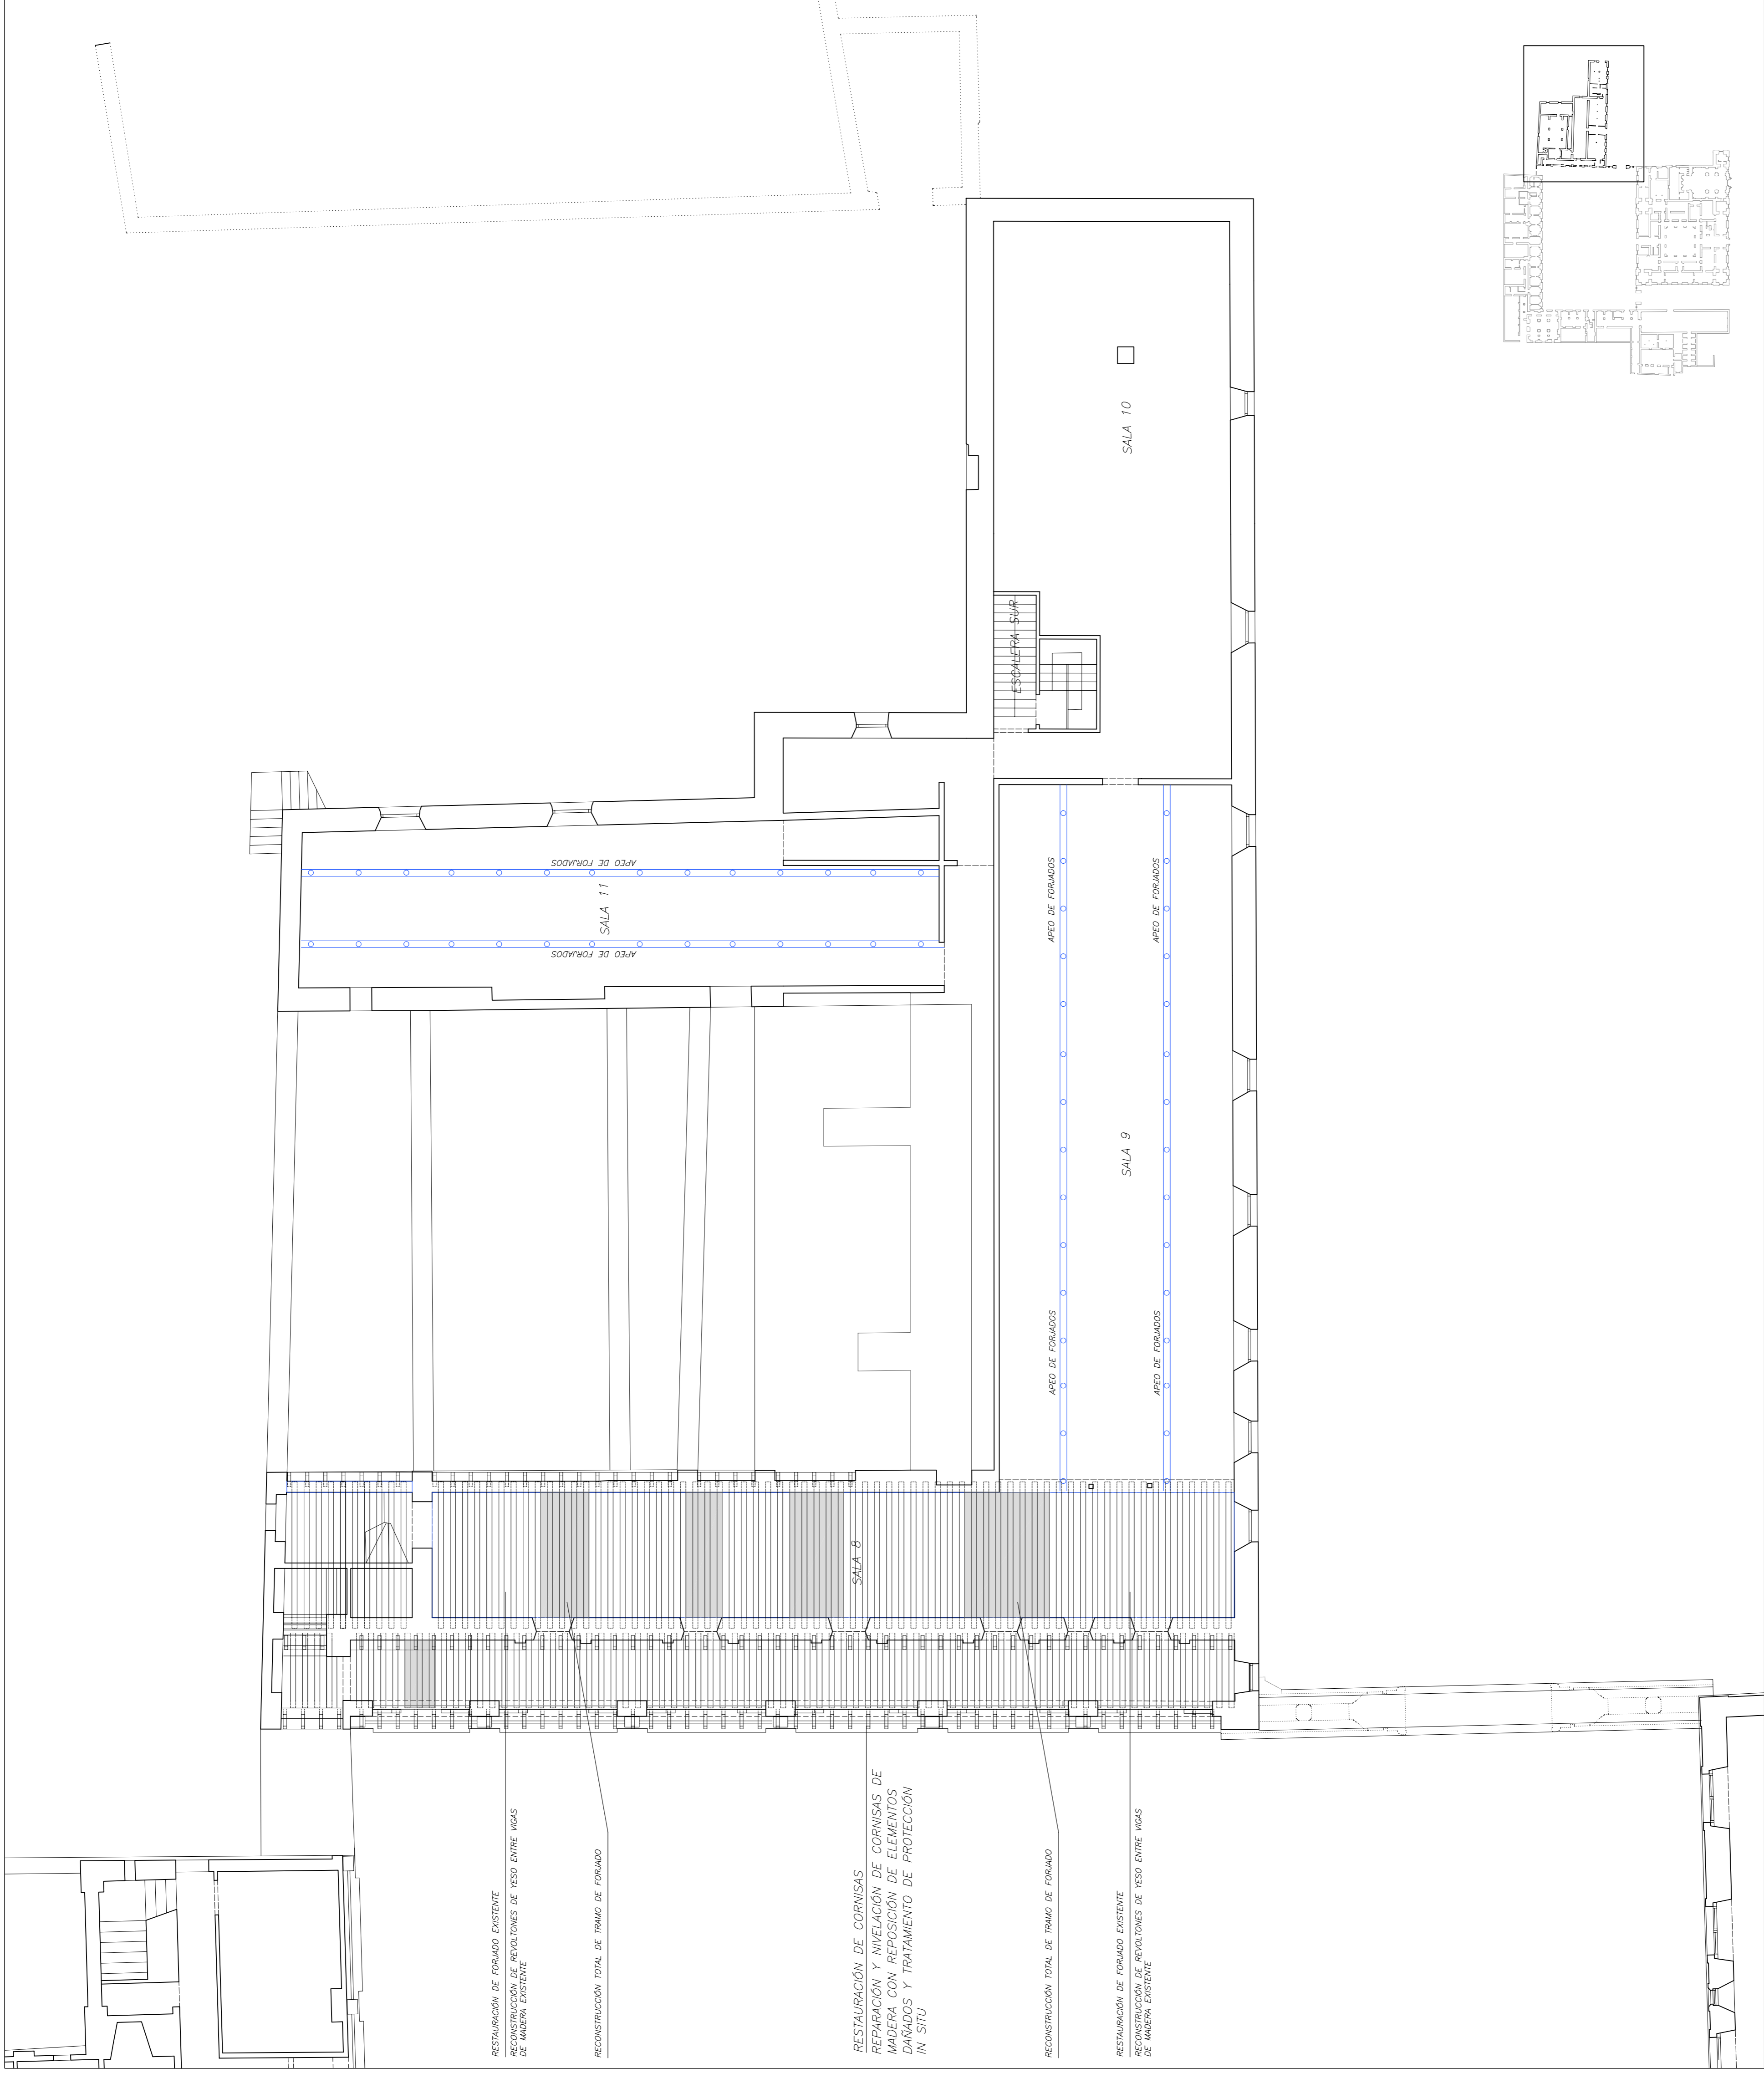 SALA 10
ESCALERA SUR
APEO DE FORJADOS
SALA 11
APEO DE FORJADOS
APEO DE FORJADOS
APEO DE FORJADOS
SALA 9
APEO DE FORJADOS
APEO DE FORJADOS
SALA 8
RESTAURACIÓN DE FORJADO EXISTENTE
RECONSTRUCCIÓN DE REVOLTONES DE YESO ENTRE VIGAS
DE MADERA EXISTENTE
RECONSTRUCCIÓN TOTAL DE TRAMO DE FORJADO
RESTAURACIÓN DE CORNISAS
REPARACIÓN Y NIVELACIÓN DE CORNISAS DE
MADERA CON REPOSICIÓN DE ELEMENTOS
DAÑADOS Y TRATAMIENTO DE PROTECCIÓN
IN SITU
RECONSTRUCCIÓN TOTAL DE TRAMO DE FORJADO
RESTAURACIÓN DE FORJADO EXISTENTE
RECONSTRUCCIÓN DE REVOLTONES DE YESO ENTRE VIGAS
DE MADERA EXISTENTE